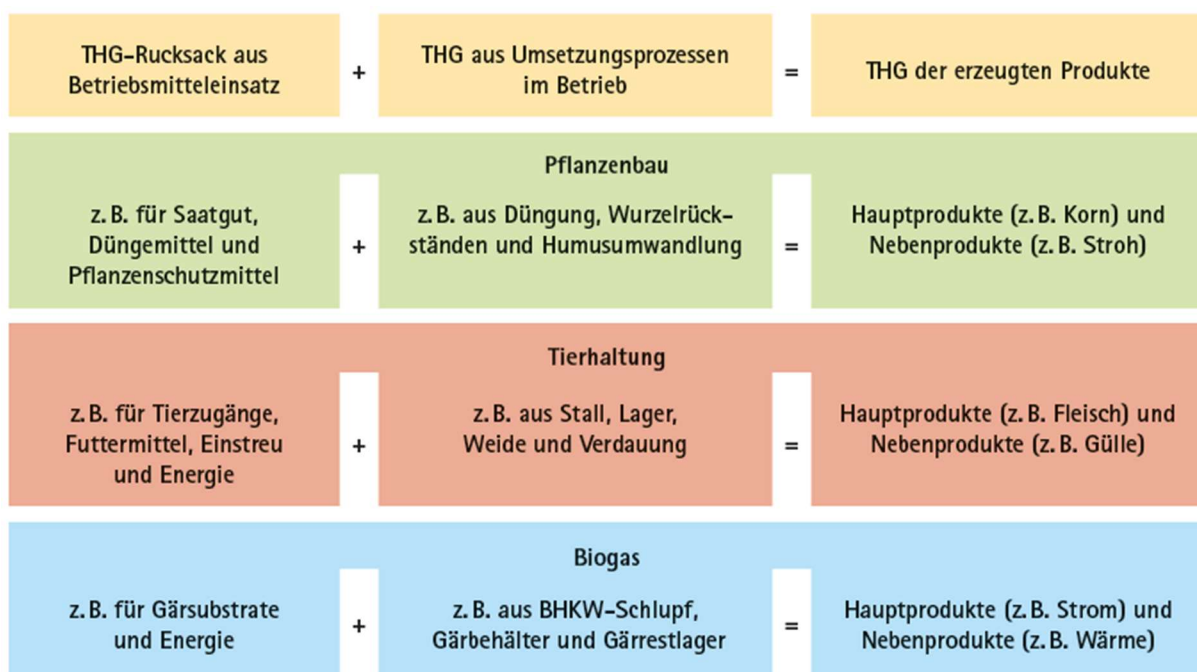 THG-Rucksack aus
Betriebsmitteleinsatz
+
THG aus Umsetzungsprozessen
im Betrieb
=
THG der erzeugten Produkte
Pflanzenbau
z. B. für Saatgut,
Düngemittel und
Pflanzenschutzmittel
+
z. B. aus Düngung, Wurzelrück-
ständen und Humusumwandlung
=
Hauptprodukte (z. B. Korn) und
Nebenprodukte (z. B. Stroh)
Tierhaltung
z. B. für Tierzugänge,
Futtermittel, Einstreu
und Energie
+
z. B. aus Stall, Lager,
Weide und Verdauung
=
Hauptprodukte (z. B. Fleisch) und
Nebenprodukte (z. B. Gülle)
Biogas
z. B. für Gärsubstrate
und Energie
+
z. B. aus BHKW-Schlupf,
Gärbehälter und Gärrestlager
=
Hauptprodukte (z. B. Strom) und
Nebenprodukte (z. B. Wärme)